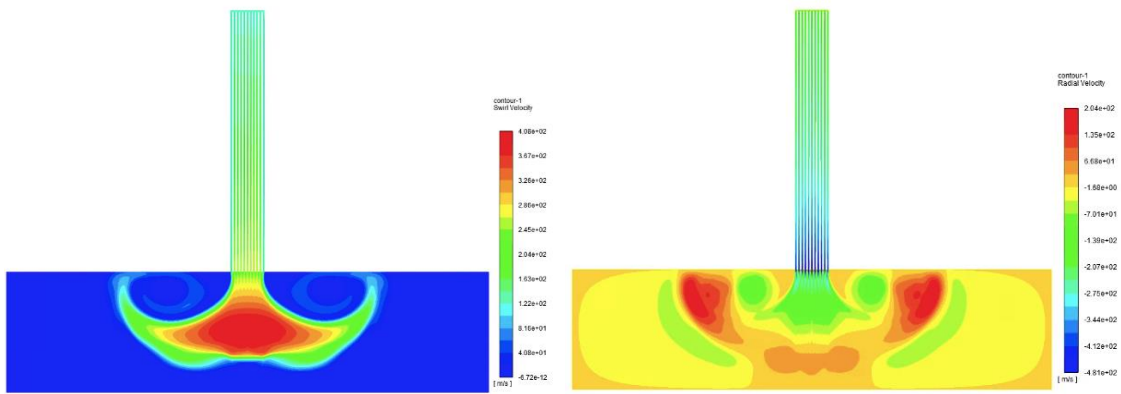 contour-1
Swirl Velocity
4.08e+02
3.67e+02
3.26e+02
2.86e+02
2.45e+02
2.04e+02
1.63e+02
1.22e+02
8.16e+01
4.08e+01
-6.72e-12
[ m/s ]
contour-1
Radial Velocity
2.04e+02
1.35e+02
6.68e+01
-1.68e+00
-7.01e+01
-1.39e+02
-2.07e+02
-2.75e+02
-3.44e+02
-4.12e+02
-4.81e+02
[ m/s ]